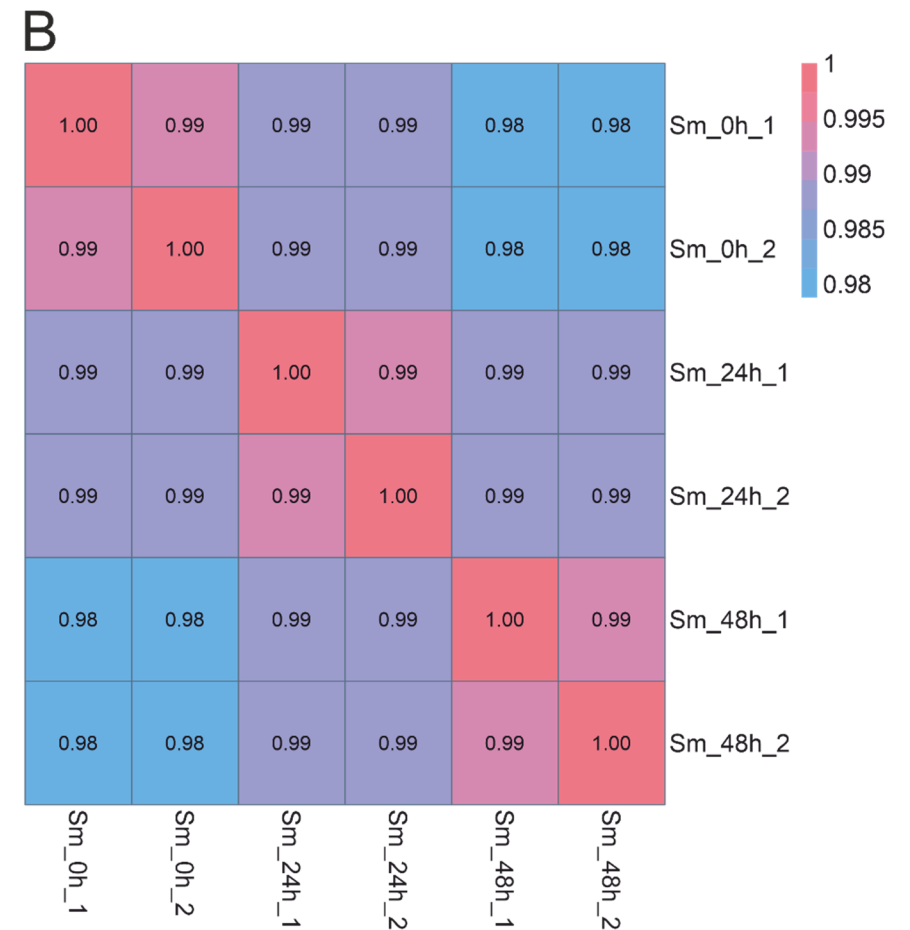 B
1.00 0.99 0.99 0.99 0.98 0.98 Sm_0h_1
0.99 1.00 0.99 0.99 0.98 0.98 Sm_0h_2
0.99 0.99 1.00 0.99 0.99 0.99 Sm_24h_1
0.99 0.99 0.99 1.00 0.99 0.99 Sm_24h_2
0.98 0.98 0.99 0.99 1.00 0.99 Sm_48h_1
0.98 0.98 0.99 0.99 0.99 1.00 Sm_48h_2
Sm_0h_1
Sm_0h_2
Sm_24h_1
Sm_24h_2
Sm_48h_1
Sm_48h_2
1
0.995
0.99
0.985
0.98